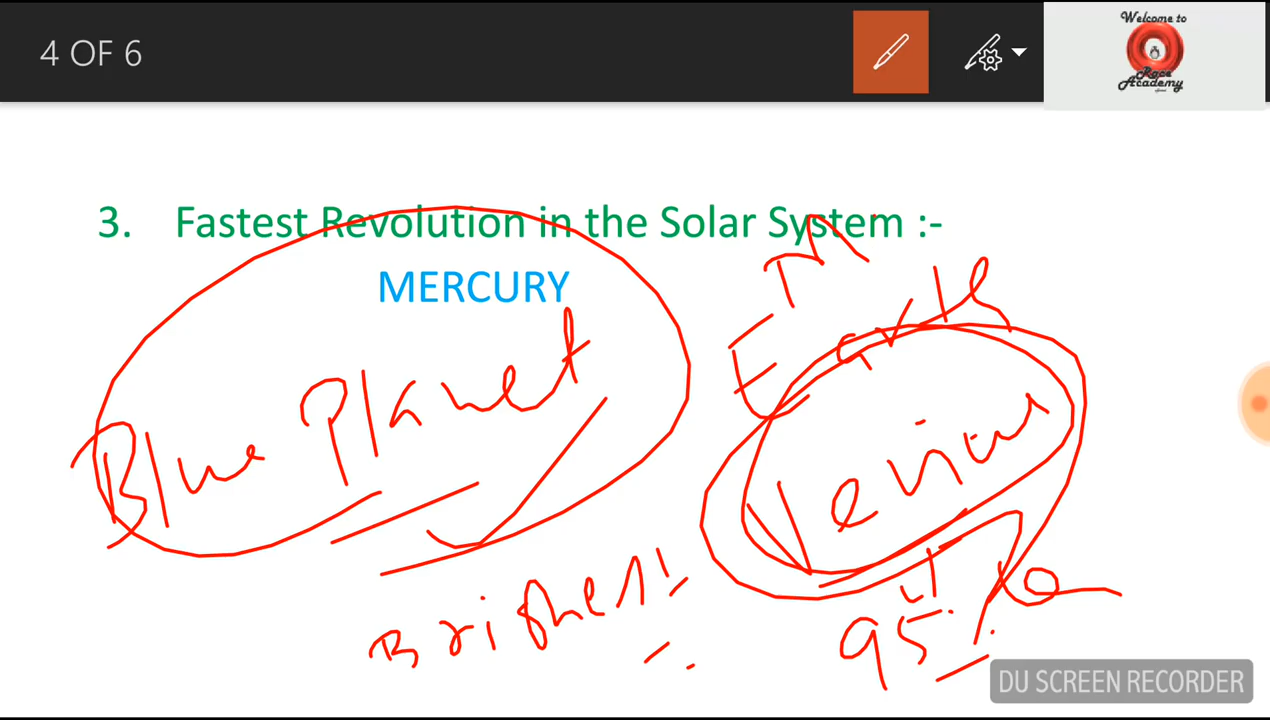 4 OF 6
Welcome to
Race
Academy
3. Fastest Revolution in the Solar System :-
MERCURY
M
Earth
Blue Planet
Venus
95%
DU SCREEN RECORDER